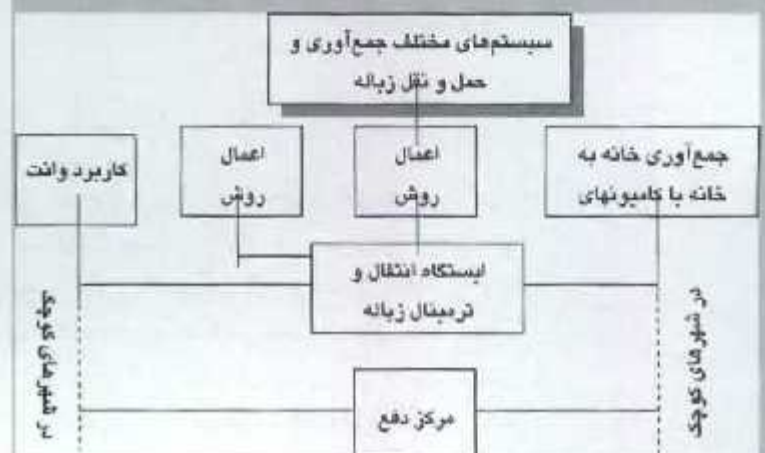 سیستم‌های مختلف جمع‌آوری و
حمل و نقل زباله
جمع‌آوری خانه به
خانه با کامیونهای
اعمال
روش
اعمال
روش
کاربرد وانت
ایستگاه انتقال و
ترمینال زباله
در شهرهای کوچک
در شهرهای کوچک
مرکز دفع